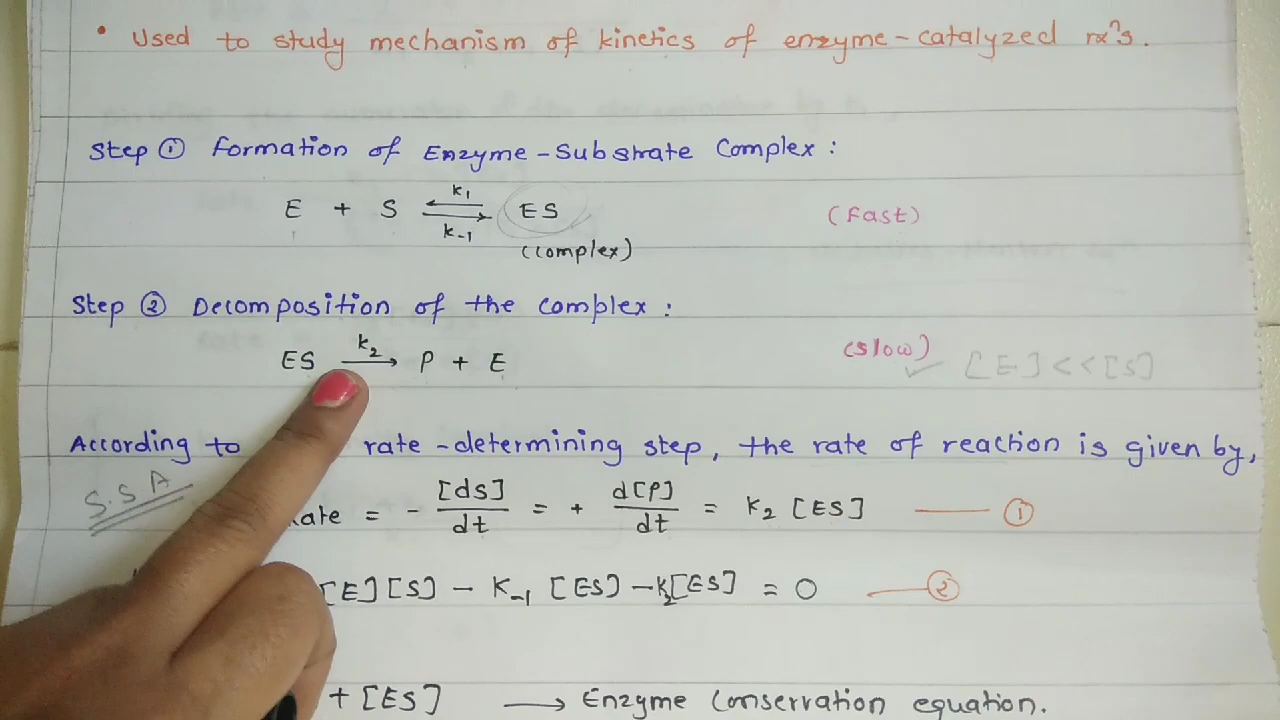 • Used to study mechanism of kinetics of enzyme-catalyzed rxⁿs.
Step ① Formation of Enzyme-Substrate Complex:
E + S ⇌ ES (Fast)
k₁
k₋₁
(complex)
Step ② Decomposition of the complex:
ES —k₂→ P + E (slow) ✓ [E]<<[S]
According to rate-determining step, the rate of reaction is given by,
S.S.A
= - [ds]/dt = + d[P]/dt = k₂ [ES] —— ①
[E][S] - K₋₁ [ES] - k₂[ES] = 0 —— ②
+ [ES] → Enzyme conservation equation.